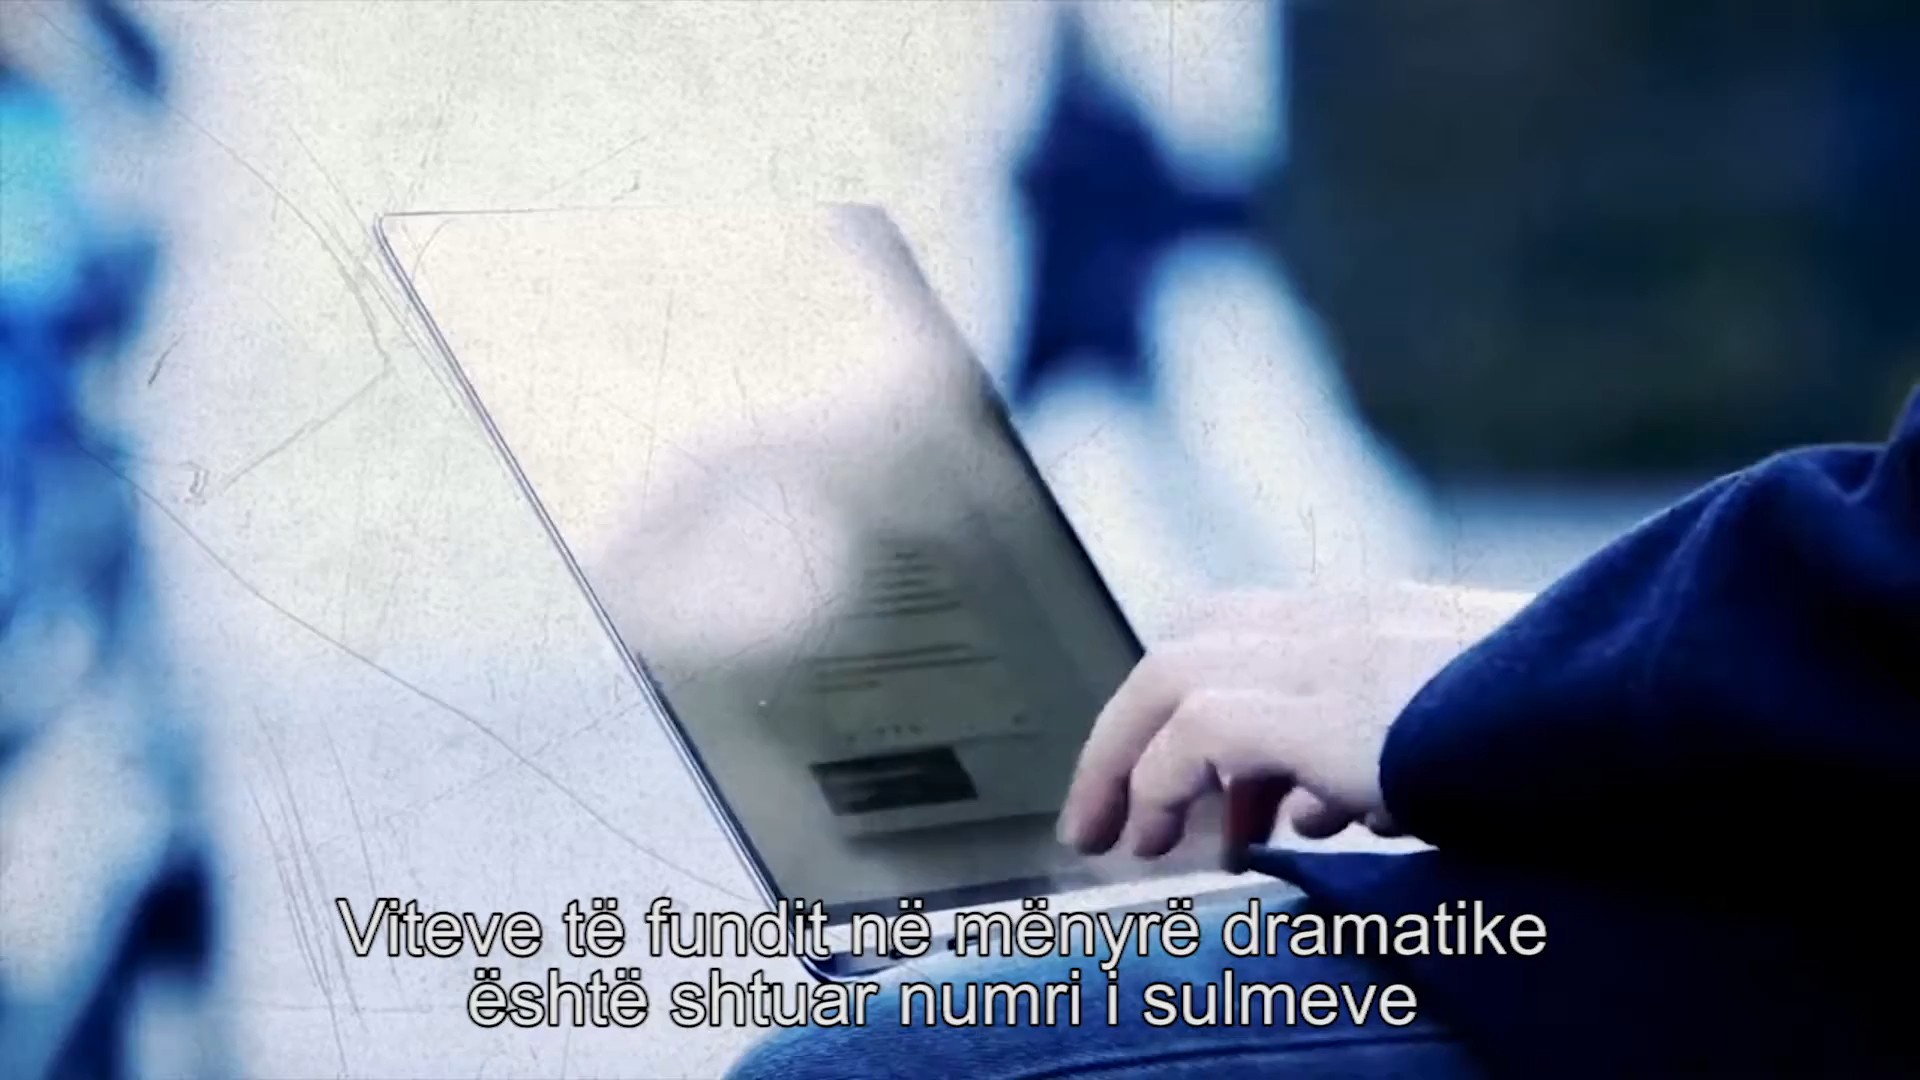 Viteve të fundit në mënyrë dramatike
është shtuar numri i sulmeve